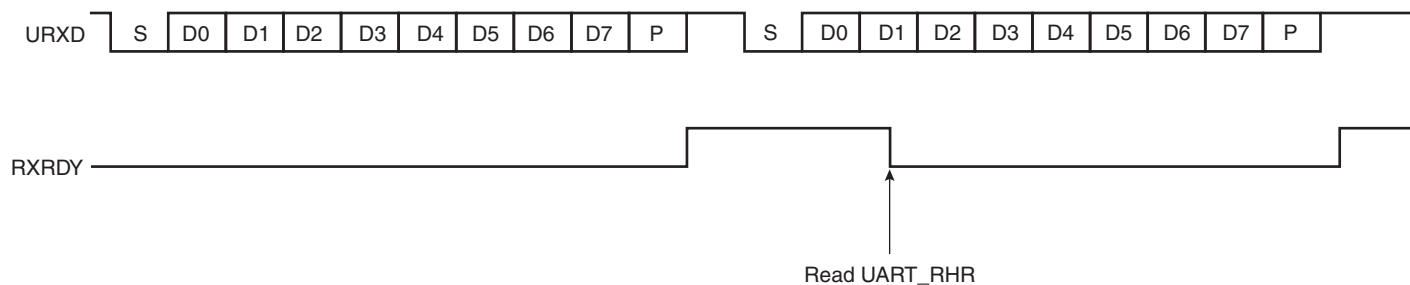 URXD S D0 D1 D2 D3 D4 D5 D6 D7 P S D0 D1 D2 D3 D4 D5 D6 D7 P
RXRDY
Read UART_RHR